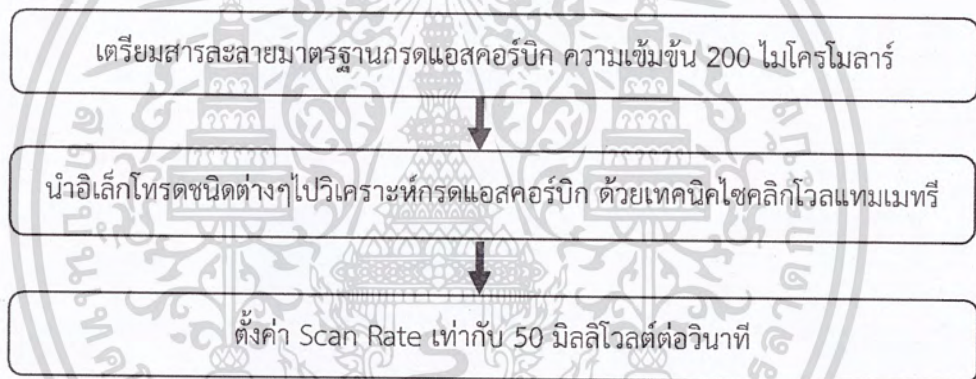 เตรียมสารละลายมาตรฐานกรดแอสคอร์บิก ความเข้มข้น 200 ไมโครโมลาร์
นำอิเล็กโทรดชนิดต่างๆไปวิเคราะห์กรดแอสคอร์บิก ด้วยเทคนิคไซคลิกโวลแทมเมทรี
ตั้งค่า Scan Rate เท่ากับ 50 มิลลิโวลต์ต่อวินาที